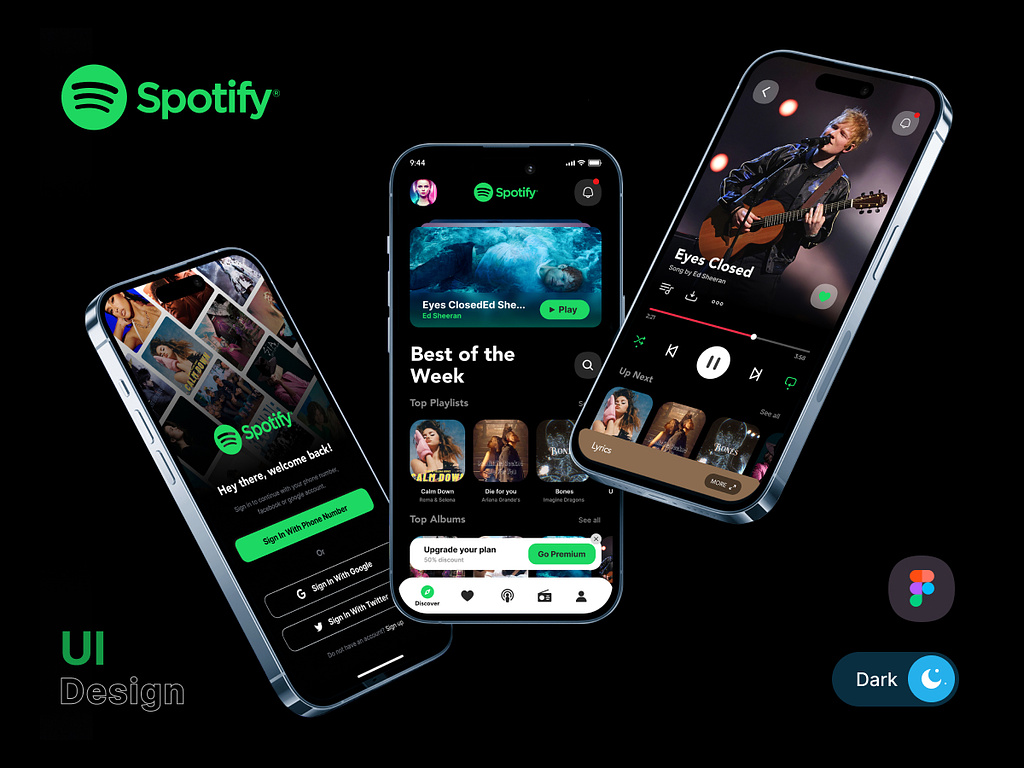 Spotify®
Spotify
Hey there, welcome back!
Sign in to continue with your phone number,
facebook or google account.
Sign In With Phone Number
Or
Sign In With Google
Sign In With Twitter
Do not have an account? Sign up
9:44
Spotify
Eyes ClosedEd She...
Ed Sheeran
Play
Best of the
Week
Top Playlists
CALM DOWN
BONES
Calm Down
Rema & Selena
Die for you
Ariana Grande's
Bones
Imagine Dragons
U
Top Albums
See all
Upgrade your plan
50% discount
Go Premium
Discover
Eyes Closed
Song by Ed Sheeran
2:21
3:58
Up Next
See all
BONES
Lyrics
MORE
UI
Design
Dark